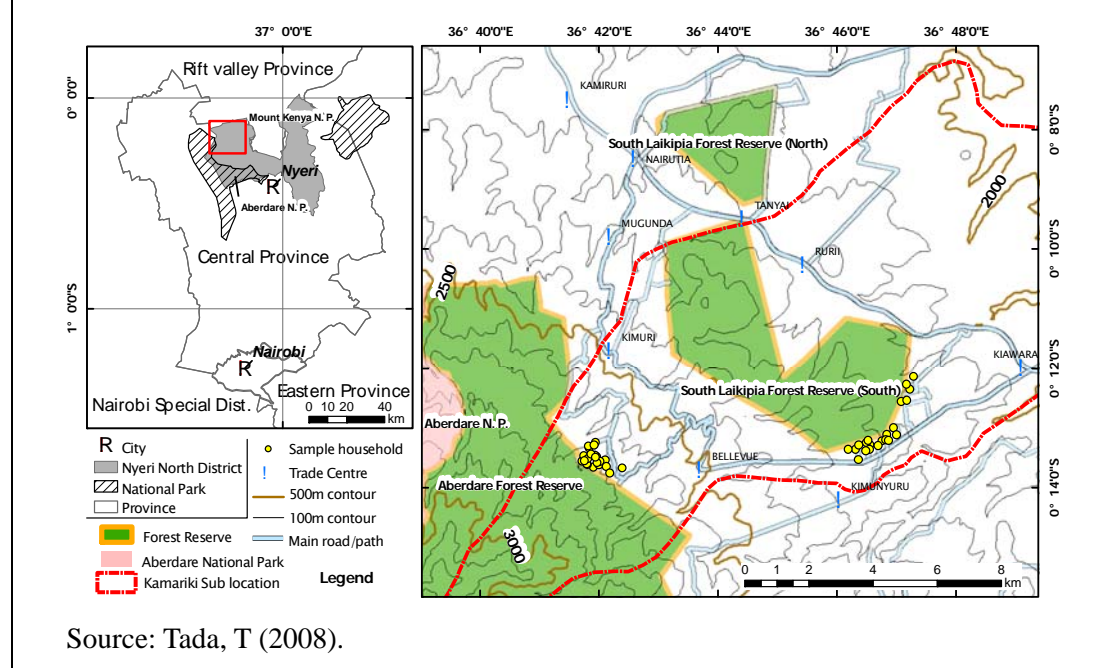 37° 0'0"E
Rift valley Province
0° 0'0"
Mount Kenya N. P.
Nyeri
R
Aberdare N. P.
Central Province
1° 0'0"S
Nairobi
R
Eastern Province
Nairobi Special Dist.
0 10 20 40
km
36° 40'0"E 36° 42'0"E 36° 44'0"E 36° 46'0"E 36° 48'0"E
KAMIRURI
0° 8'0"S
South Laikipia Forest Reserve (North)
NAIRUTIA
2000
TANYAI
MUGUNDA
0° 10'0"S
RURII
2500
KIMURI
KIAWARA
0° 12'0"S
South Laikipia Forest Reserve (South)
Aberdare N. P.
BELLEVUE
Aberdare Forest Reserve
KIMUNYURU
0° 14'0"S
3000
0 1 2 4 6 8
km
R City
Nyeri North District
National Park
Province
Forest Reserve
Aberdare National Park
Kamariki Sub location
Sample household
Trade Centre
500m contour
100m contour
Main road/path
Legend
Source: Tada, T (2008).